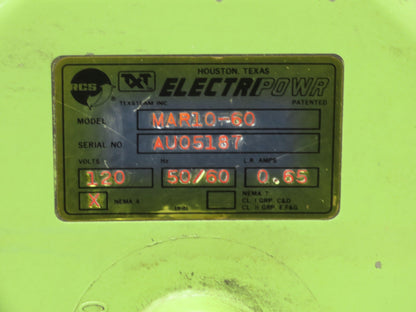 HOUSTON, TEXAS
RCS TXT ELECTRIPOWR
TEXSTEAM INC. PATENTED
MODEL MAR10-60
SERIAL NO. AU05187
VOLTS Hz L.R. AMPS
120 50/60 0.65
X NEMA 4 NEMA 7
CL I GRP. C&D
CL II GRP. E F&G